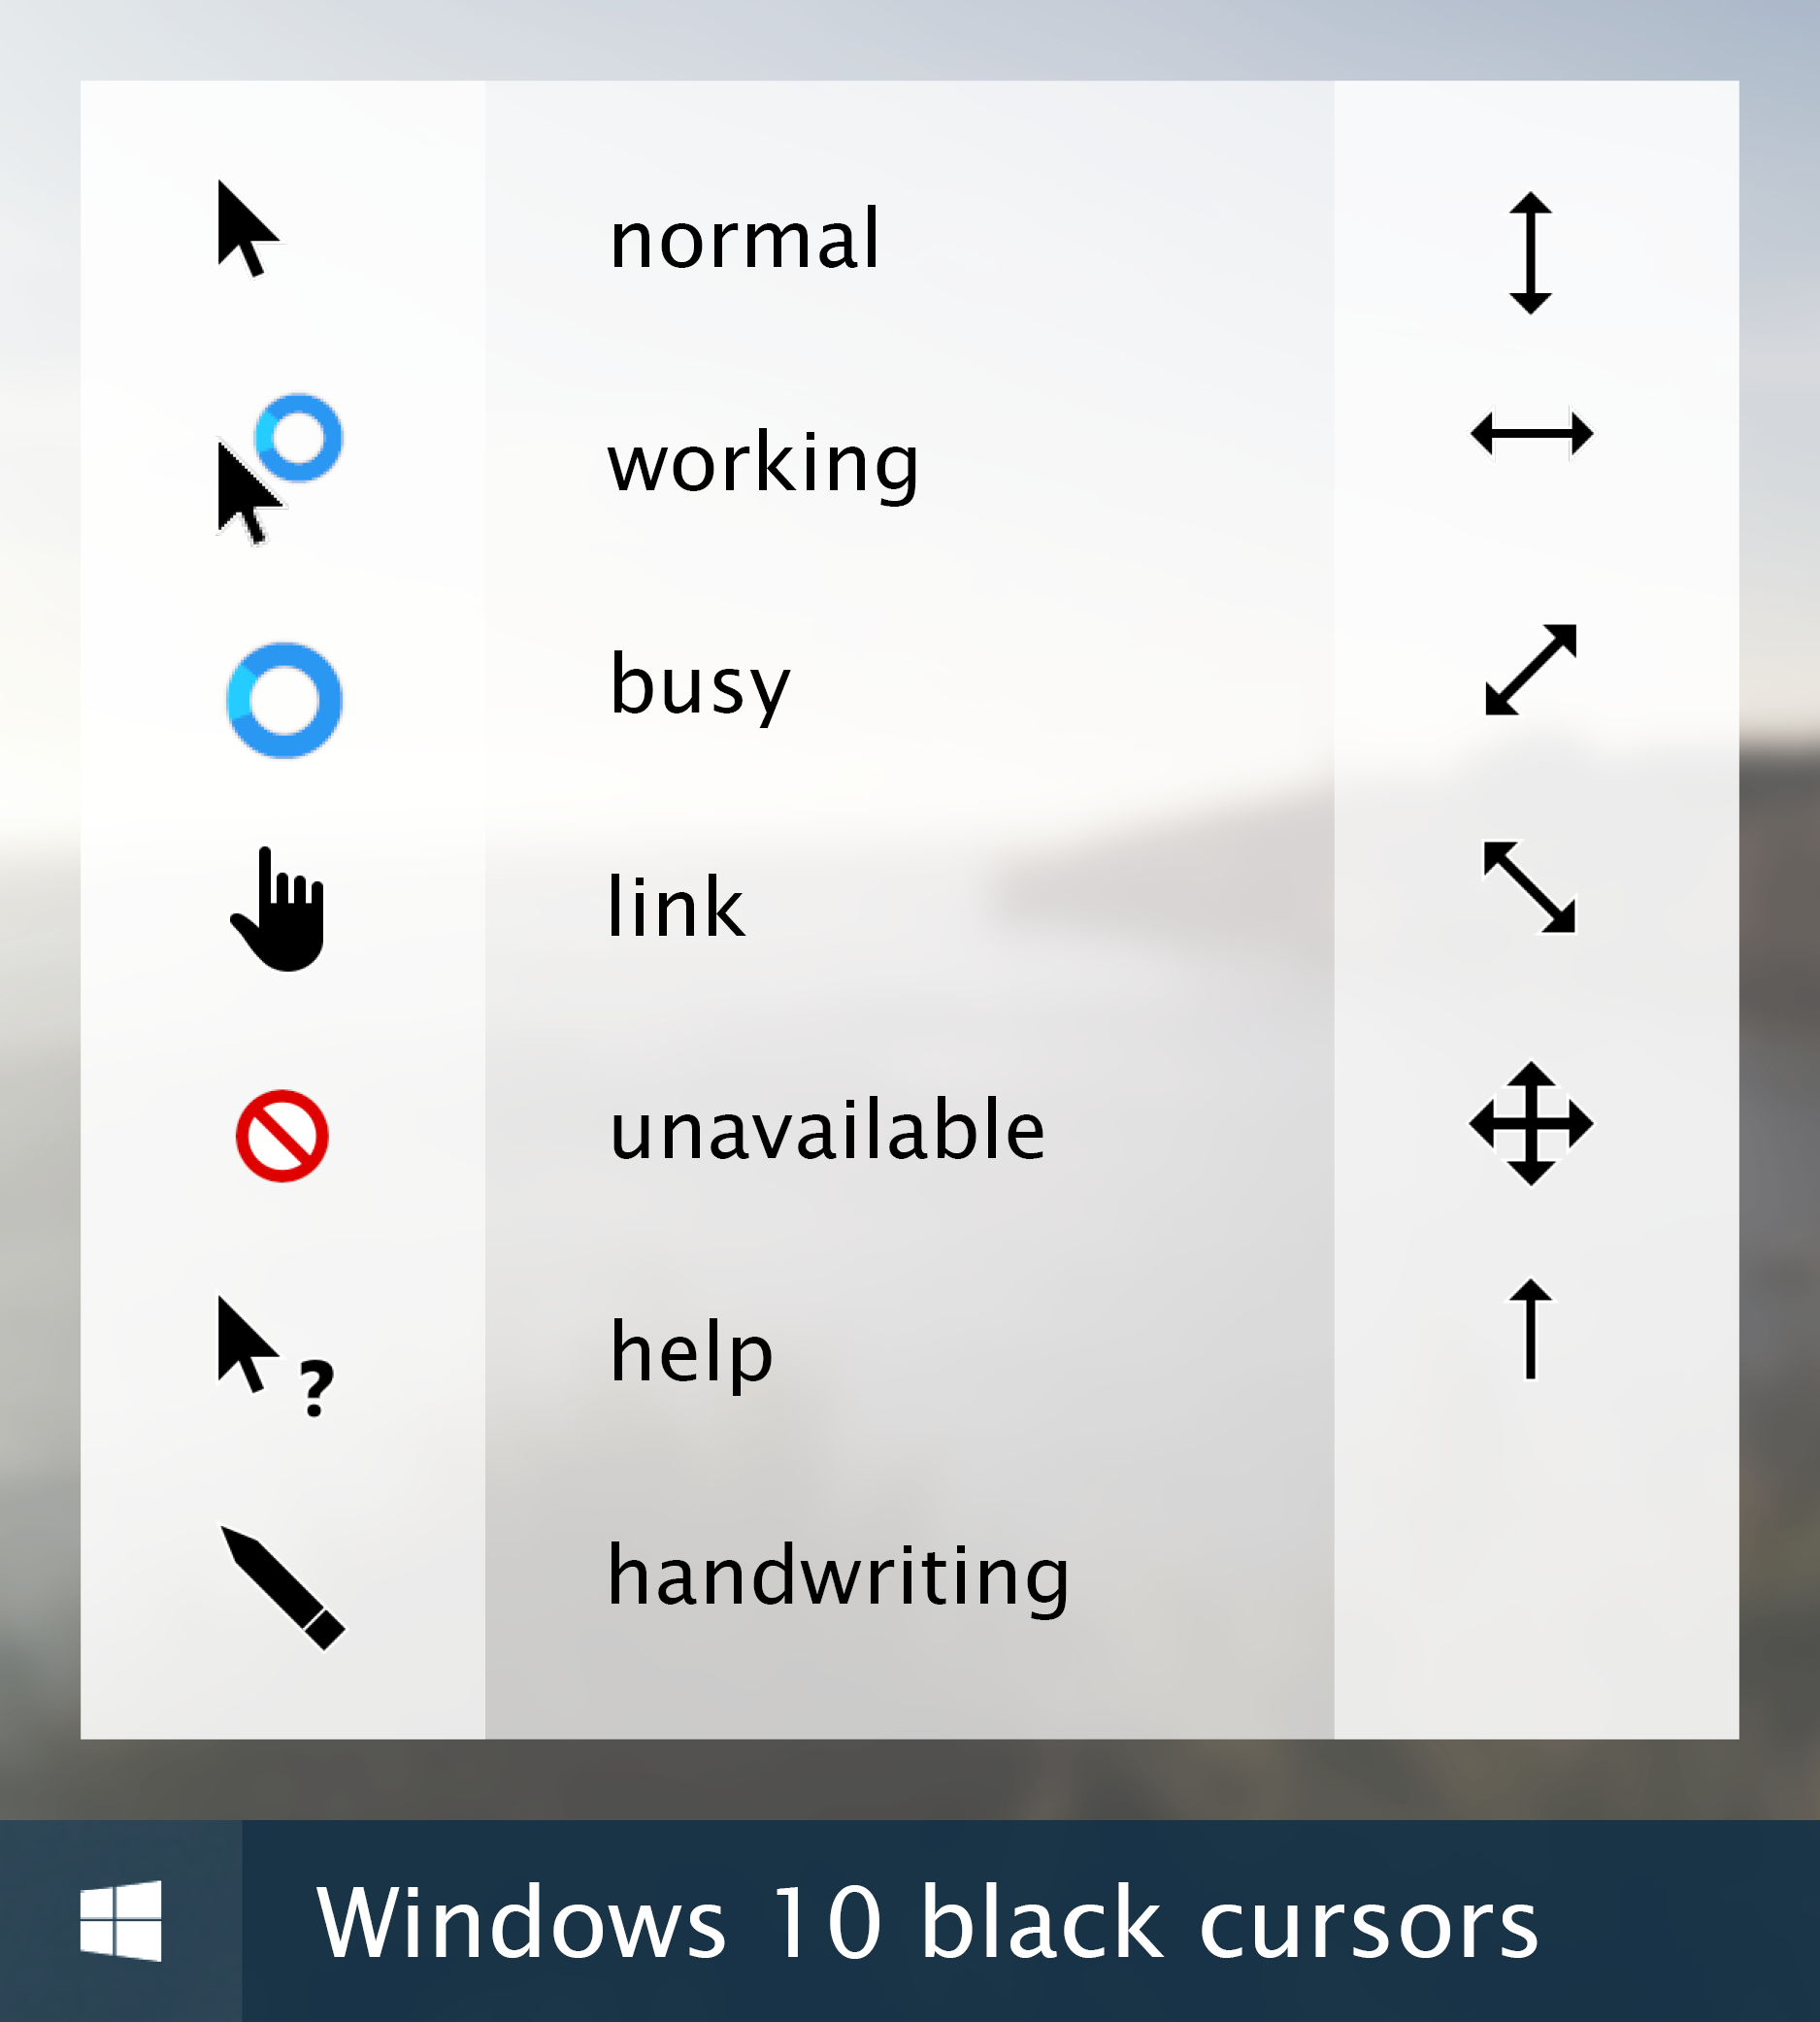 normal
working
busy
link
unavailable
?
help
handwriting
Windows 10 black cursors